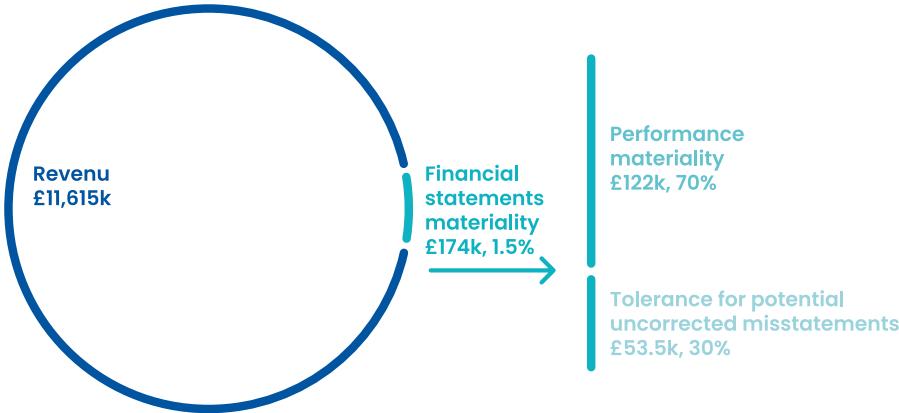 Revenu
£11,615k
Financial
statements
materiality
£174k, 1.5%
Performance
materiality
£122k, 70%
Tolerance for potential
uncorrected misstatements
£53.5k, 30%